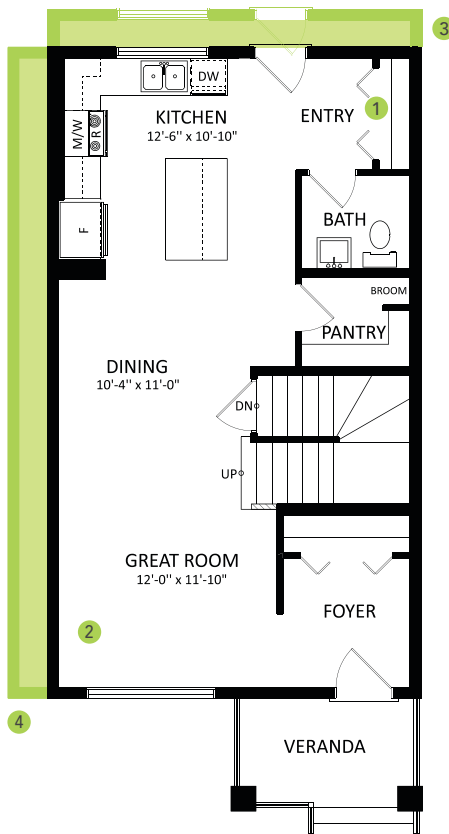 3
DW
KITCHEN
12'-6" x 10'-10"
M/W
R
ENTRY
1
F
BATH
BROOM
PANTRY
DINING
10'-4" x 11'-0"
DN
UP
GREAT ROOM
12'-0" x 11'-10"
FOYER
2
4
VERANDA